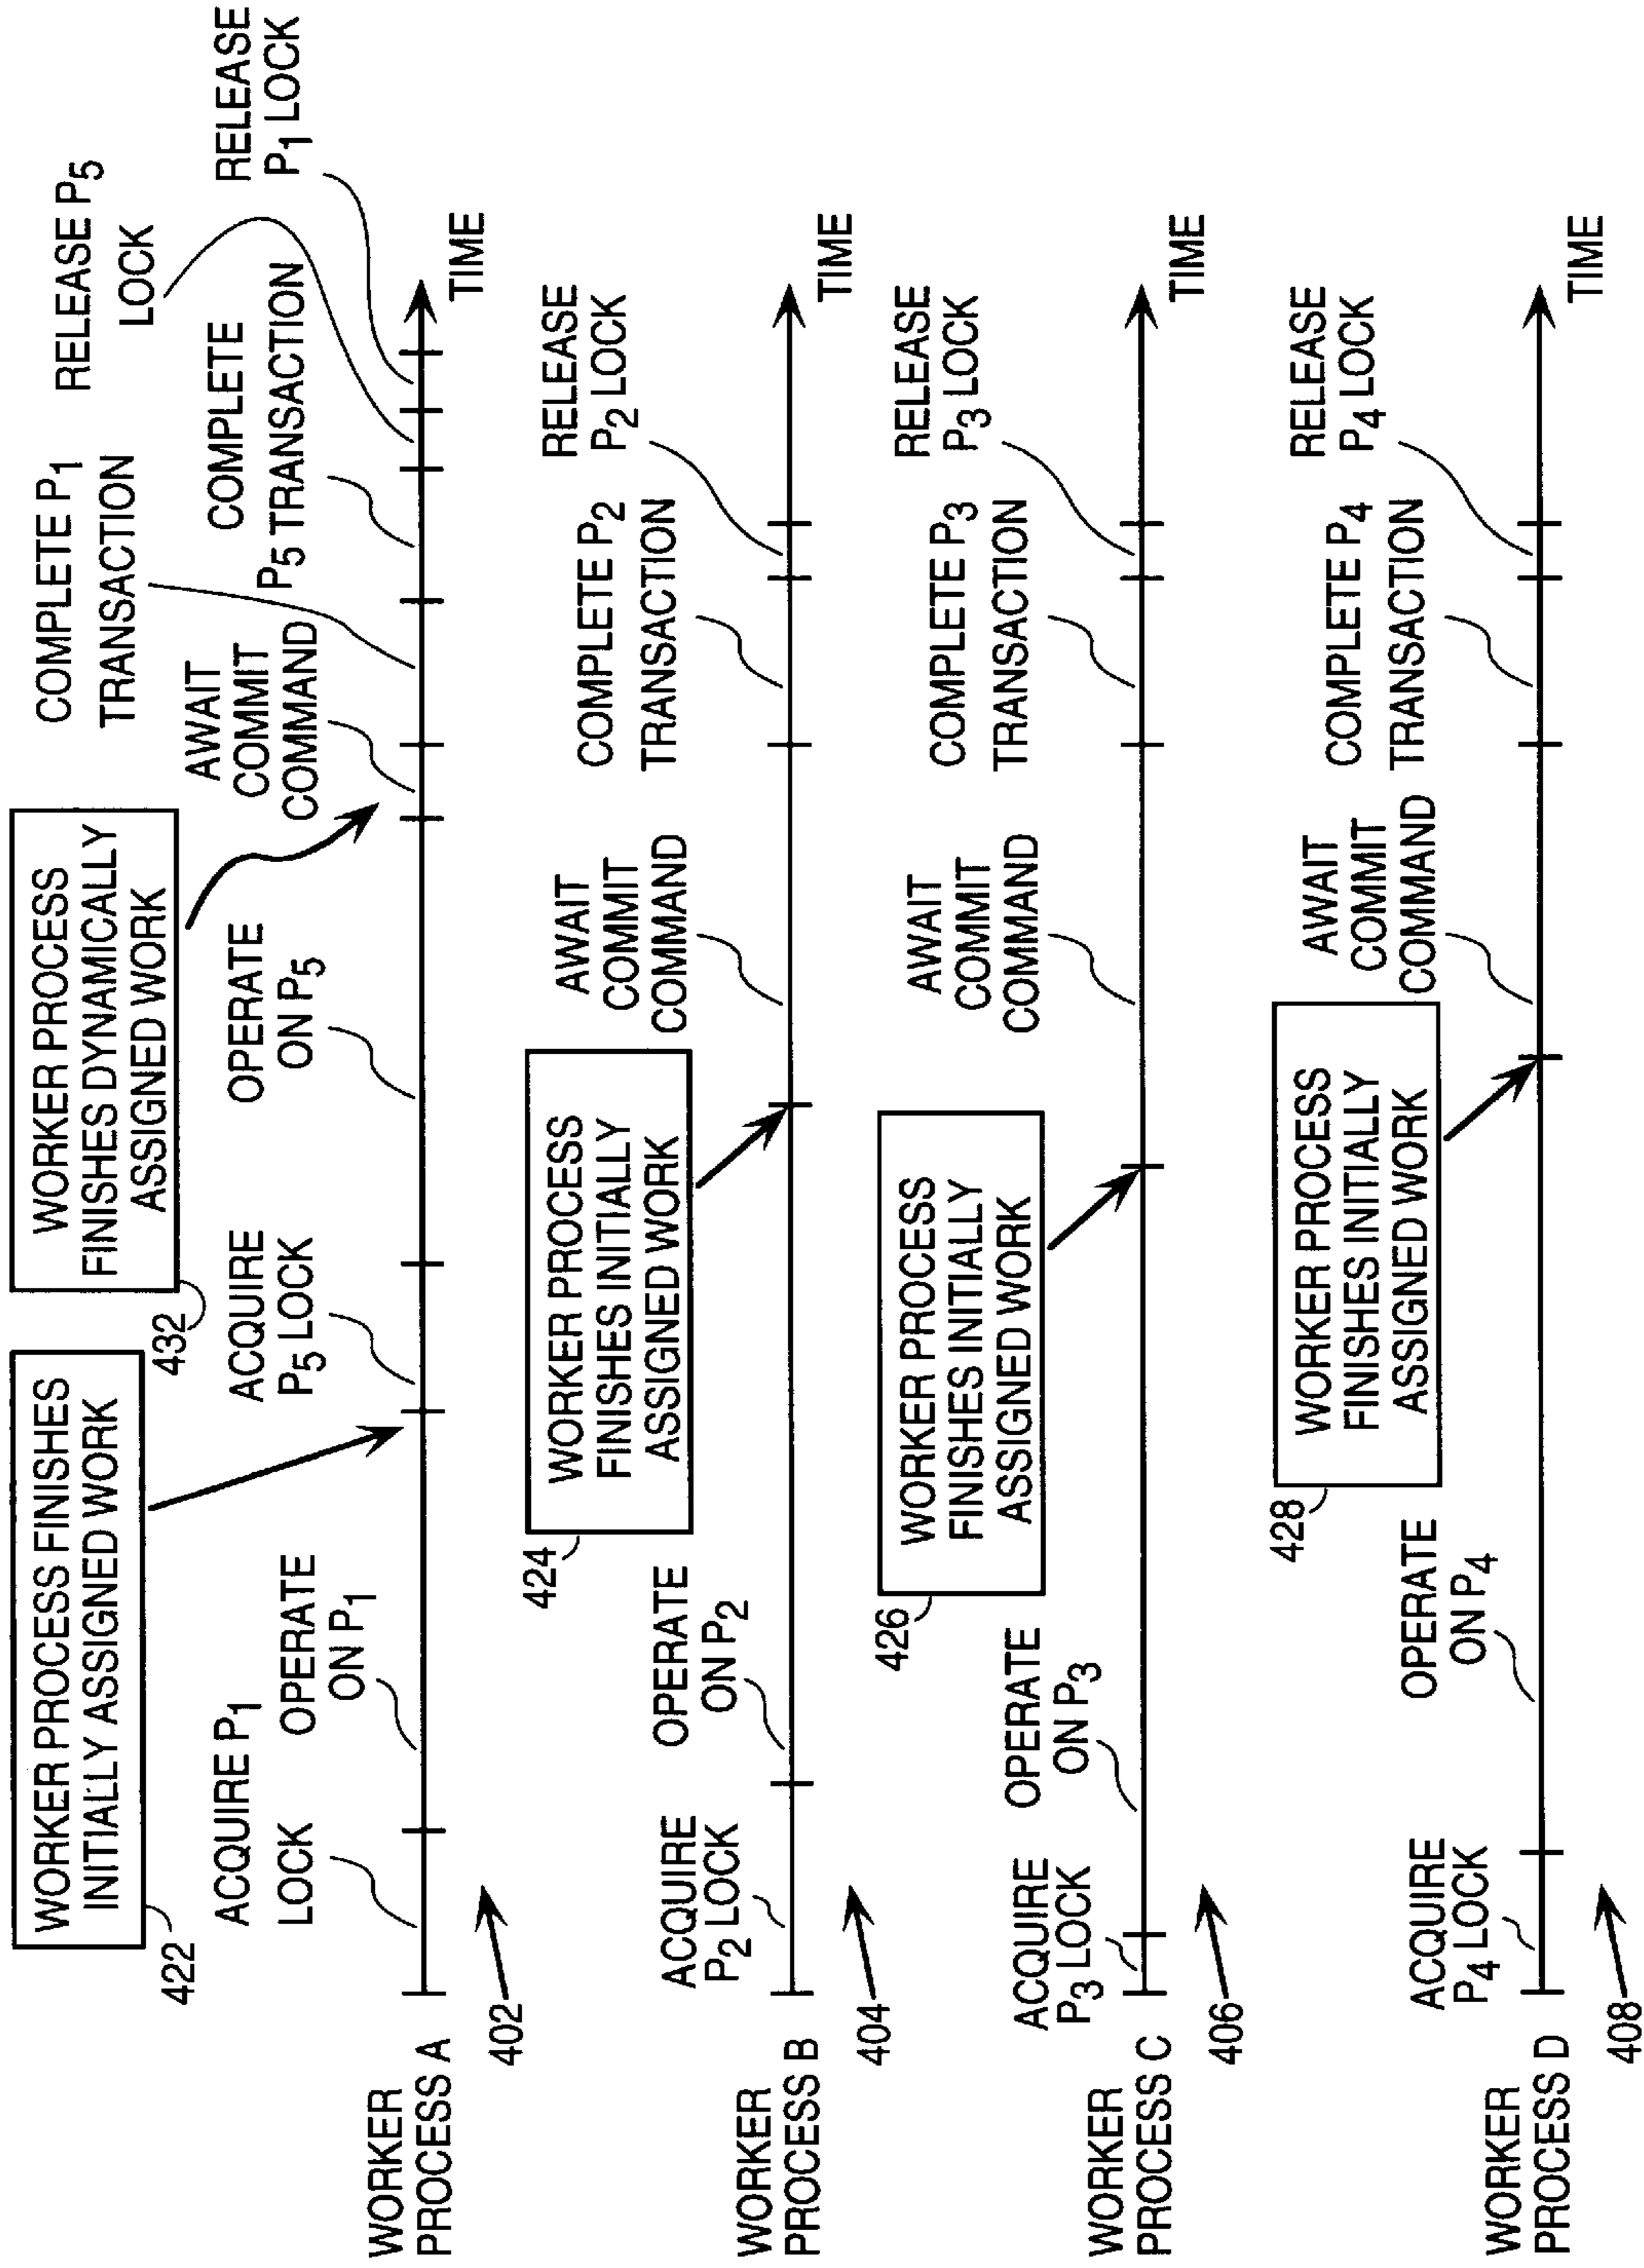 WORKER PROCESS FINISHES
INITIALLY ASSIGNED WORK
422
WORKER PROCESS
FINISHES DYNAMICALLY
ASSIGNED WORK
432
WORKER
PROCESS A
402
ACQUIRE P1
LOCK
OPERATE
ON P1
ACQUIRE
P5 LOCK
OPERATE
ON P5
AWAIT
COMMIT
COMMAND
COMPLETE P1
TRANSACTION
COMPLETE
P5 TRANSACTION
RELEASE P5
LOCK
RELEASE
P1 LOCK
TIME
WORKER
PROCESS B
404
ACQUIRE
P2 LOCK
OPERATE
ON P2
424
WORKER PROCESS
FINISHES INITIALLY
ASSIGNED WORK
AWAIT
COMMIT
COMMAND
COMPLETE P2
TRANSACTION
RELEASE
P2 LOCK
TIME
WORKER
PROCESS C
406
ACQUIRE
P3 LOCK
OPERATE
ON P3
426
WORKER PROCESS
FINISHES INITIALLY
ASSIGNED WORK
AWAIT
COMMIT
COMMAND
COMPLETE P3
TRANSACTION
RELEASE
P3 LOCK
TIME
WORKER
PROCESS D
408
ACQUIRE
P4 LOCK
OPERATE
ON P4
428
WORKER PROCESS
FINISHES INITIALLY
ASSIGNED WORK
AWAIT
COMMIT
COMMAND
COMPLETE P4
TRANSACTION
RELEASE
P4 LOCK
TIME